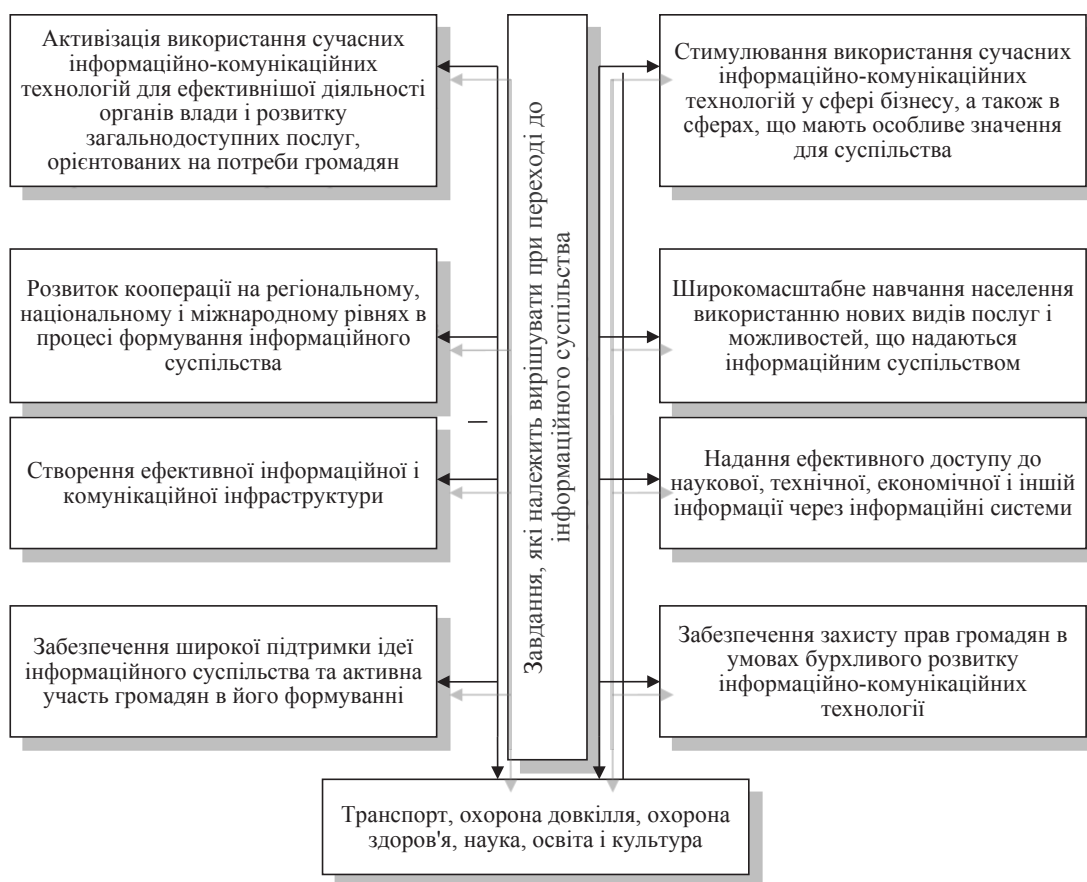 Активізація використання сучасних
інформаційно-комунікаційних
технологій для ефективнішої діяльності
органів влади і розвитку
загальнодоступних послуг,
орієнтованих на потреби громадян
Розвиток кооперації на регіональному,
національному і міжнародному рівнях в
процесі формування інформаційного
суспільства
Створення ефективної інформаційної і
комунікаційної інфраструктури
Забезпечення широкої підтримки ідеї
інформаційного суспільства та активна
участь громадян в його формуванні
Завдання, які належить вирішувати при переході до
інформаційного суспільства
Стимулювання використання сучасних
інформаційно-комунікаційних
технологій у сфері бізнесу, а також в
сферах, що мають особливе значення
для суспільства
Широкомасштабне навчання населення
використанню нових видів послуг і
можливостей, що надаються
інформаційним суспільством
Надання ефективного доступу до
наукової, технічної, економічної і іншій
інформації через інформаційні системи
Забезпечення захисту прав громадян в
умовах бурхливого розвитку
інформаційно-комунікаційних
технології
Транспорт, охорона довкілля, охорона
здоров'я, наука, освіта і культура